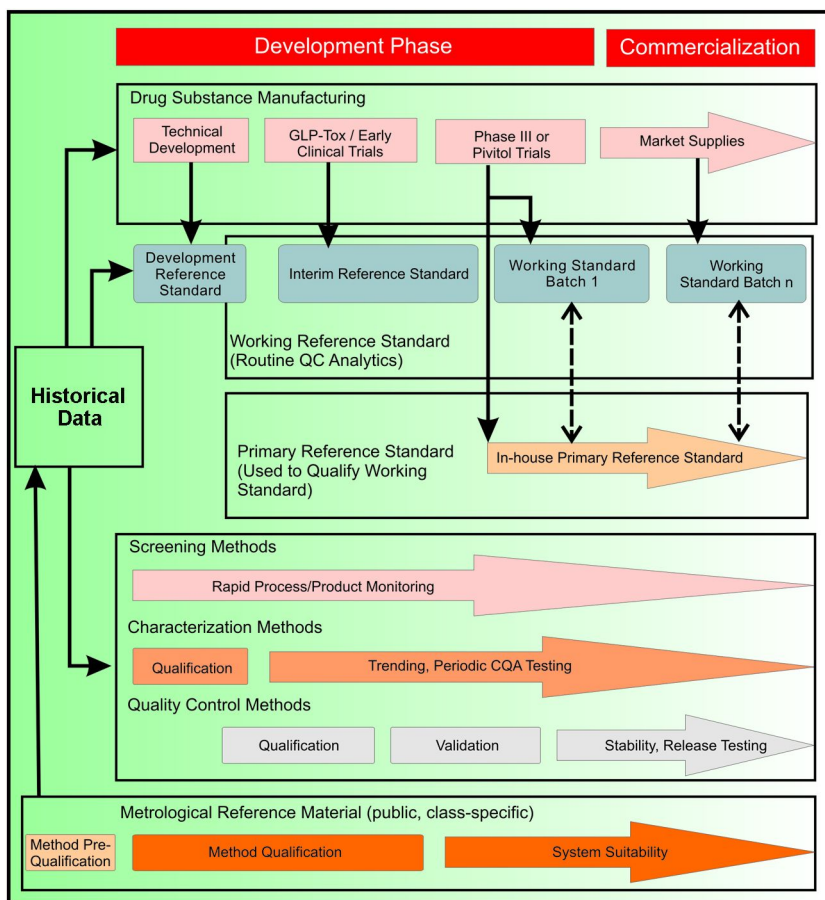 Development Phase
Commercialization
Drug Substance Manufacturing
Technical
Development
GLP-Tox / Early
Clinical Trials
Phase III or
Pivitol Trials
Market Supplies
Development
Reference
Standard
Interim Reference Standard
Working Standard
Batch 1
Working
Standard Batch n
Working Reference Standard
(Routine QC Analytics)
Historical
Data
Primary Reference Standard
(Used to Qualify Working
Standard)
In-house Primary Reference Standard
Screening Methods
Rapid Process/Product Monitoring
Characterization Methods
Qualification
Trending, Periodic CQA Testing
Quality Control Methods
Qualification
Validation
Stability, Release Testing
Metrological Reference Material (public, class-specific)
Method Pre-
Qualification
Method Qualification
System Suitability